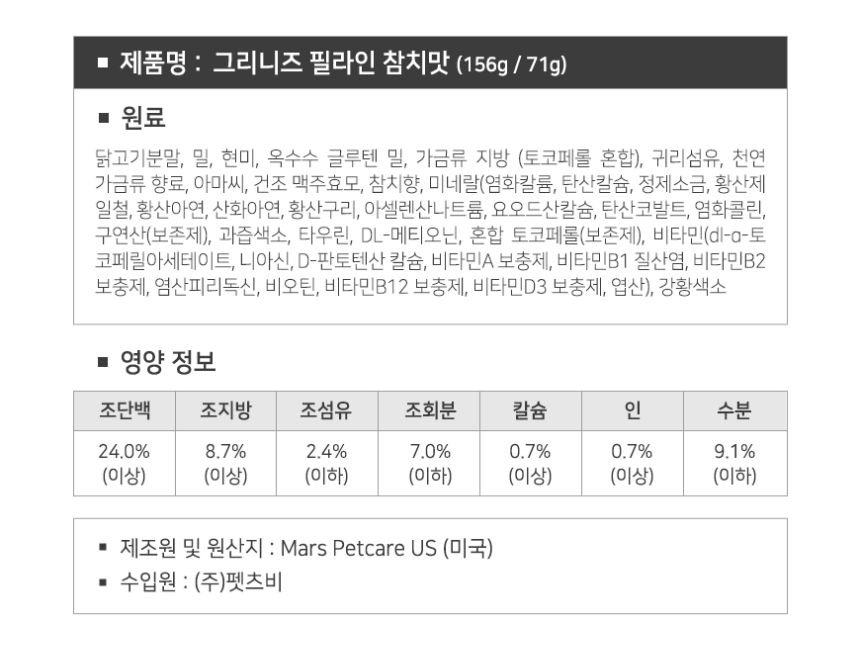 ▪ 제품명 : 그리니즈 필라인 참치맛 (156g / 71g)
▪ 원료
닭고기분말, 밀, 현미, 옥수수 글루텐 밀, 가금류 지방 (토코페롤 혼합), 귀리섬유, 천연
가금류 향료, 아마씨, 건조 맥주효모, 참치향, 미네랄(염화칼륨, 탄산칼슘, 정제소금, 황산제
일철, 황산아연, 산화아연, 황산구리, 아셀렌산나트륨, 요오드산칼슘, 탄산코발트, 염화콜린,
구연산(보존제), 과즙색소, 타우린, DL-메티오닌, 혼합 토코페롤(보존제), 비타민(dl-α-토
코페릴아세테이트, 니아신, D-판토텐산 칼슘, 비타민A 보충제, 비타민B1 질산염, 비타민B2
보충제, 염산피리독신, 비오틴, 비타민B12 보충제, 비타민D3 보충제, 엽산), 강황색소
▪ 영양 정보
조단백 조지방 조섬유 조회분 칼슘 인 수분
24.0% 8.7% 2.4% 7.0% 0.7% 0.7% 9.1%
(이상) (이상) (이하) (이하) (이상) (이상) (이하)
▪ 제조원 및 원산지 : Mars Petcare US (미국)
▪ 수입원 : (주)펫츠비